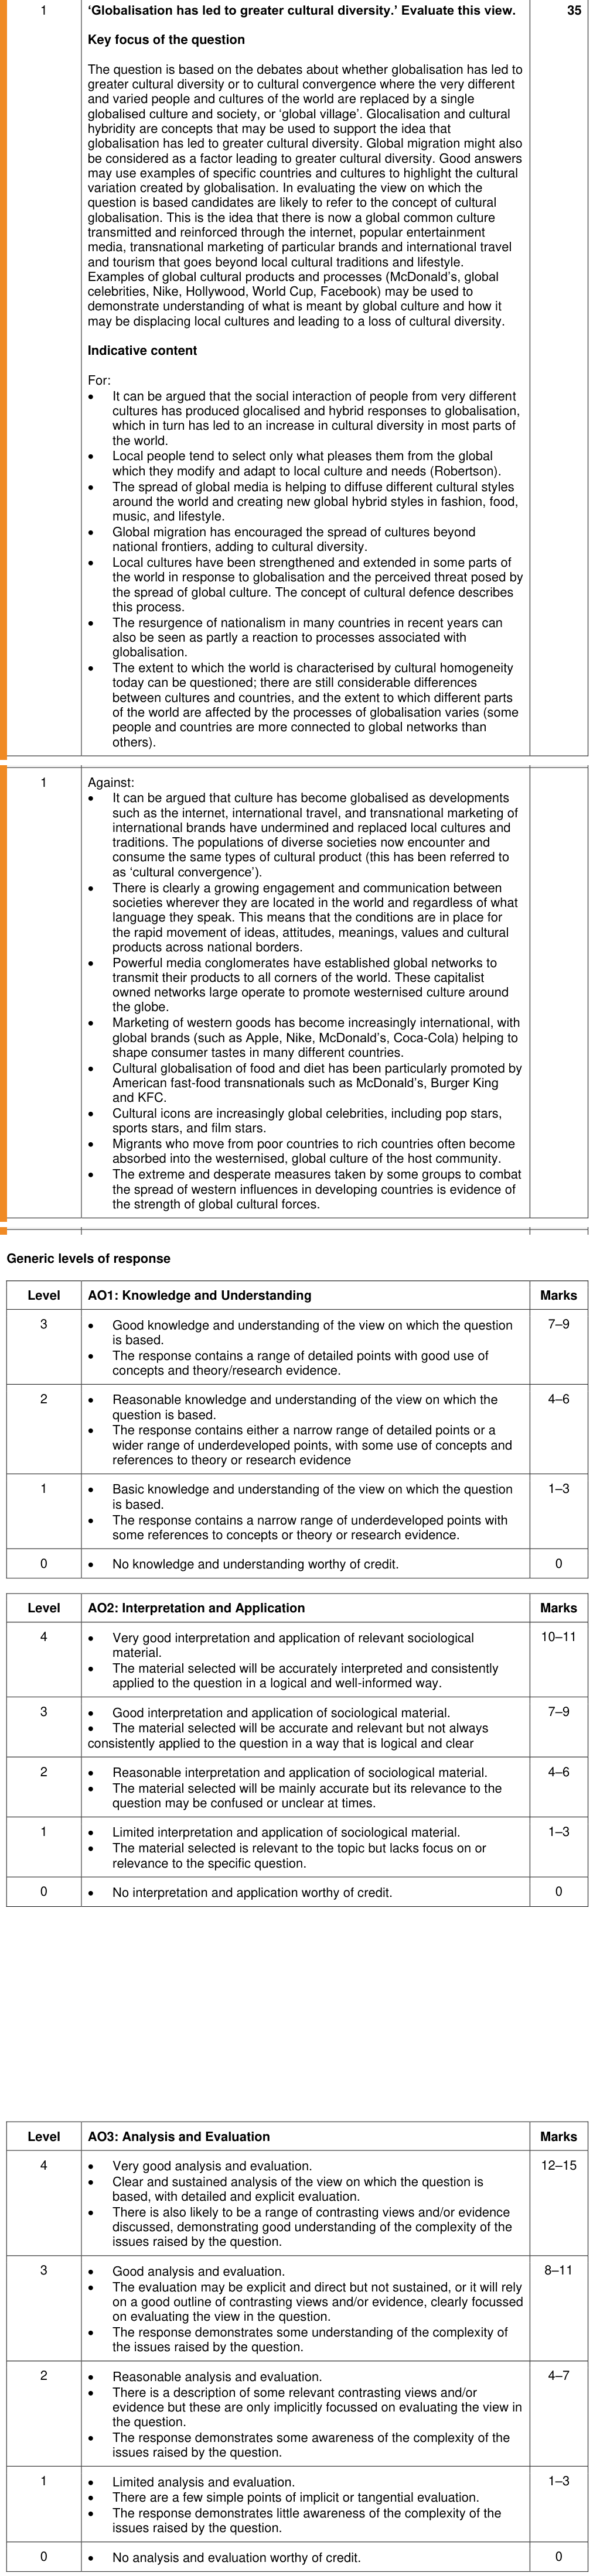 1 'Globalisation has led to greater cultural diversity.' Evaluate this view. 35
Key focus of the question
The question is based on the debates about whether globalisation has led to
greater cultural diversity or to cultural convergence where the very different
and varied people and cultures of the world are replaced by a single
globalised culture and society, or 'global village'. Glocalisation and cultural
hybridity are concepts that may be used to support the idea that
globalisation has led to greater cultural diversity. Global migration might also
be considered as a factor leading to greater cultural diversity. Good answers
may use examples of specific countries and cultures to highlight the cultural
variation created by globalisation. In evaluating the view on which the
question is based candidates are likely to refer to the concept of cultural
globalisation. This is the idea that there is now a global common culture
transmitted and reinforced through the internet, popular entertainment
media, transnational marketing of particular brands and international travel
and tourism that goes beyond local cultural traditions and lifestyle.
Examples of global cultural products and processes (McDonald's, global
celebrities, Nike, Hollywood, World Cup, Facebook) may be used to
demonstrate understanding of what is meant by global culture and how it
may be displacing local cultures and leading to a loss of cultural diversity.
Indicative content
For:
• It can be argued that the social interaction of people from very different
cultures has produced glocalised and hybrid responses to globalisation,
which in turn has led to an increase in cultural diversity in most parts of
the world.
• Local people tend to select only what pleases them from the global
which they modify and adapt to local culture and needs (Robertson).
• The spread of global media is helping to diffuse different cultural styles
around the world and creating new global hybrid styles in fashion, food,
music, and lifestyle.
• Global migration has encouraged the spread of cultures beyond
national frontiers, adding to cultural diversity.
• Local cultures have been strengthened and extended in some parts of
the world in response to globalisation and the perceived threat posed by
the spread of global culture. The concept of cultural defence describes
this process.
• The resurgence of nationalism in many countries in recent years can
also be seen as partly a reaction to processes associated with
globalisation.
• The extent to which the world is characterised by cultural homogeneity
today can be questioned; there are still considerable differences
between cultures and countries, and the extent to which different parts
of the world are affected by the processes of globalisation varies (some
people and countries are more connected to global networks than
others).
1 Against:
• It can be argued that culture has become globalised as developments
such as the internet, international travel, and transnational marketing of
international brands have undermined and replaced local cultures and
traditions. The populations of diverse societies now encounter and
consume the same types of cultural product (this has been referred to
as 'cultural convergence').
• There is clearly a growing engagement and communication between
societies wherever they are located in the world and regardless of what
language they speak. This means that the conditions are in place for
the rapid movement of ideas, attitudes, meanings, values and cultural
products across national borders.
• Powerful media conglomerates have established global networks to
transmit their products to all corners of the world. These capitalist
owned networks large operate to promote westernised culture around
the globe.
• Marketing of western goods has become increasingly international, with
global brands (such as Apple, Nike, McDonald's, Coca-Cola) helping to
shape consumer tastes in many different countries.
• Cultural globalisation of food and diet has been particularly promoted by
American fast-food transnationals such as McDonald's, Burger King
and KFC.
• Cultural icons are increasingly global celebrities, including pop stars,
sports stars, and film stars.
• Migrants who move from poor countries to rich countries often become
absorbed into the westernised, global culture of the host community.
• The extreme and desperate measures taken by some groups to combat
the spread of western influences in developing countries is evidence of
the strength of global cultural forces.
Generic levels of response
Level AO1: Knowledge and Understanding Marks
3 • Good knowledge and understanding of the view on which the question 7–9
is based.
• The response contains a range of detailed points with good use of
concepts and theory/research evidence.
2 • Reasonable knowledge and understanding of the view on which the 4–6
question is based.
• The response contains either a narrow range of detailed points or a
wider range of underdeveloped points, with some use of concepts and
references to theory or research evidence
1 • Basic knowledge and understanding of the view on which the question 1–3
is based.
• The response contains a narrow range of underdeveloped points with
some references to concepts or theory or research evidence.
0 • No knowledge and understanding worthy of credit. 0
Level AO2: Interpretation and Application Marks
4 • Very good interpretation and application of relevant sociological 10–11
material.
• The material selected will be accurately interpreted and consistently
applied to the question in a logical and well-informed way.
3 • Good interpretation and application of sociological material. 7–9
• The material selected will be accurate and relevant but not always
consistently applied to the question in a way that is logical and clear
2 • Reasonable interpretation and application of sociological material. 4–6
• The material selected will be mainly accurate but its relevance to the
question may be confused or unclear at times.
1 • Limited interpretation and application of sociological material. 1–3
• The material selected is relevant to the topic but lacks focus on or
relevance to the specific question.
0 • No interpretation and application worthy of credit. 0
Level AO3: Analysis and Evaluation Marks
4 • Very good analysis and evaluation. 12–15
• Clear and sustained analysis of the view on which the question is
based, with detailed and explicit evaluation.
• There is also likely to be a range of contrasting views and/or evidence
discussed, demonstrating good understanding of the complexity of the
issues raised by the question.
3 • Good analysis and evaluation. 8–11
• The evaluation may be explicit and direct but not sustained, or it will rely
on a good outline of contrasting views and/or evidence, clearly focussed
on evaluating the view in the question.
• The response demonstrates some understanding of the complexity of
the issues raised by the question.
2 • Reasonable analysis and evaluation. 4–7
• There is a description of some relevant contrasting views and/or
evidence but these are only implicitly focussed on evaluating the view in
the question.
• The response demonstrates some awareness of the complexity of the
issues raised by the question.
1 • Limited analysis and evaluation. 1–3
• There are a few simple points of implicit or tangential evaluation.
• The response demonstrates little awareness of the complexity of the
issues raised by the question.
0 • No analysis and evaluation worthy of credit. 0